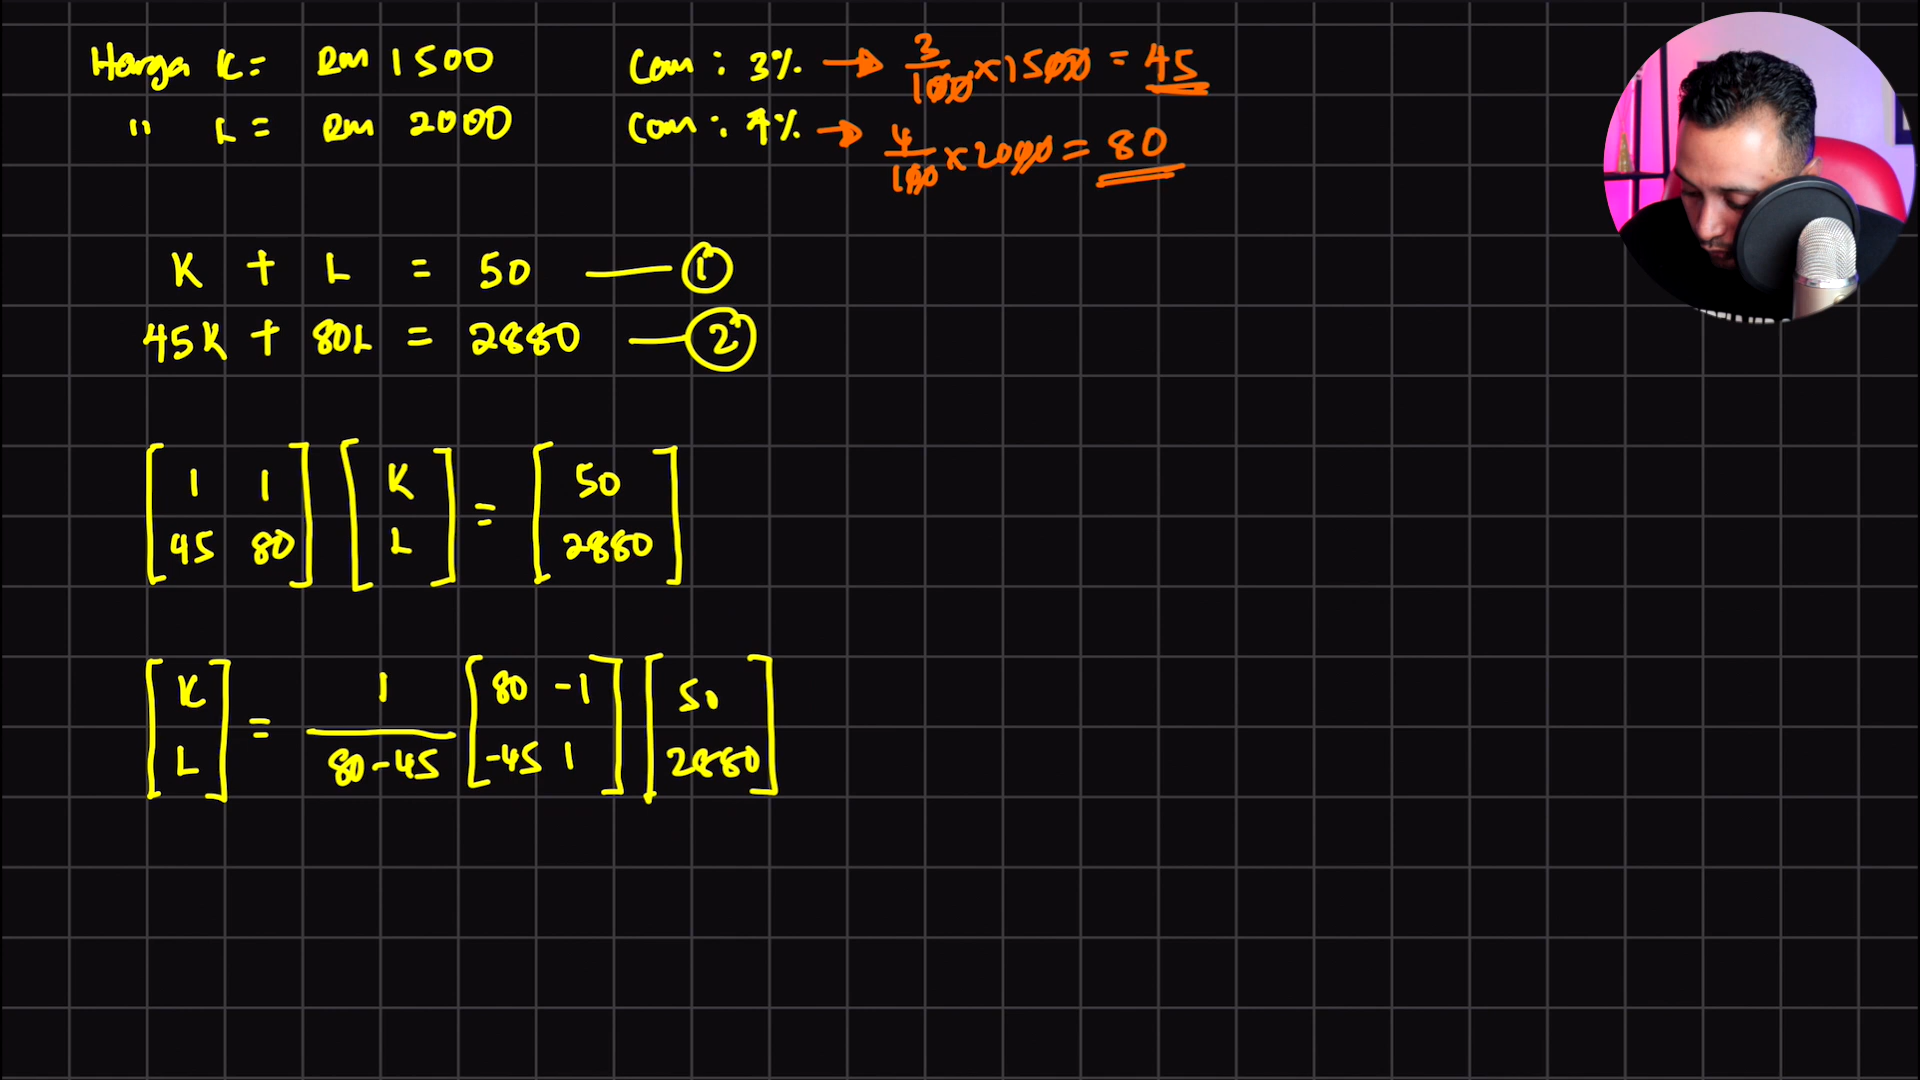 Harga K = RM 1500 Com : 3% → 3/100 × 1500 = 45
" L = RM 2000 Com : 4% → 4/100 × 2000 = 80
K + L = 50 — ①
45K + 80L = 2880 — ②
[1 1; 45 80] [K; L] = [50; 2880]
[K; L] = 1/(80-45) [80 -1; -45 1] [50; 2880]